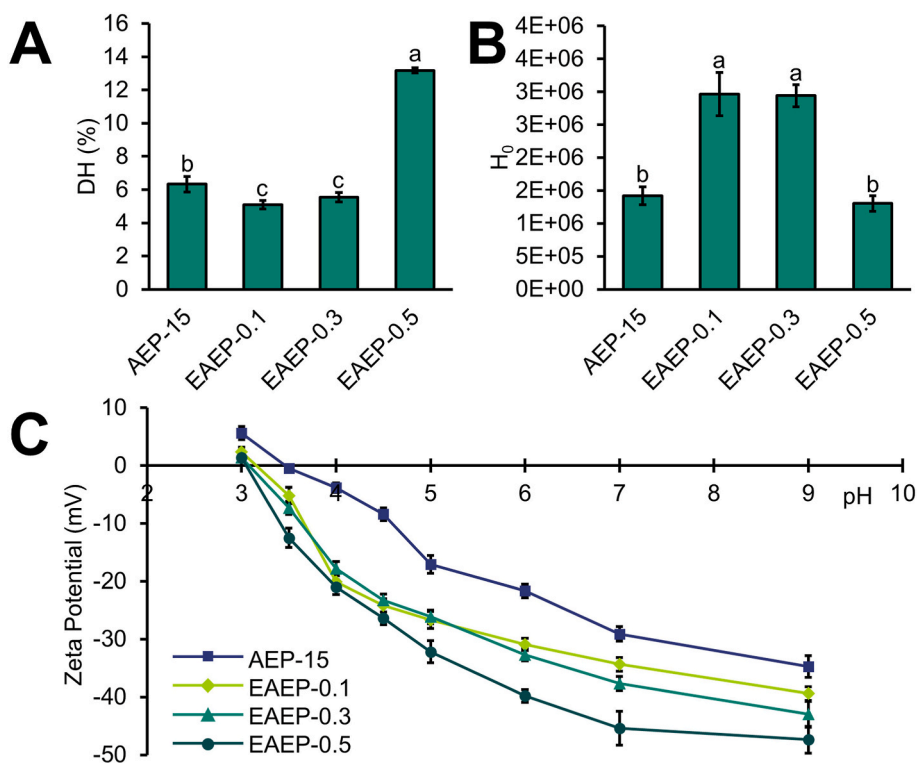 A
DH (%)
16
14
12
10
8
6
4
2
0
b
c
c
a
AEP-15
EAEP-0.1
EAEP-0.3
EAEP-0.5
B
H0
4E+06
3E+06
3E+06
2E+06
2E+06
1E+06
1E+06
5E+05
0E+00
b
a
a
b
AEP-15
EAEP-0.1
EAEP-0.3
EAEP-0.5
C
Zeta Potential (mV)
10
0
-10
-20
-30
-40
-50
2
3
4
5
6
7
8
9
10
pH
AEP-15
EAEP-0.1
EAEP-0.3
EAEP-0.5